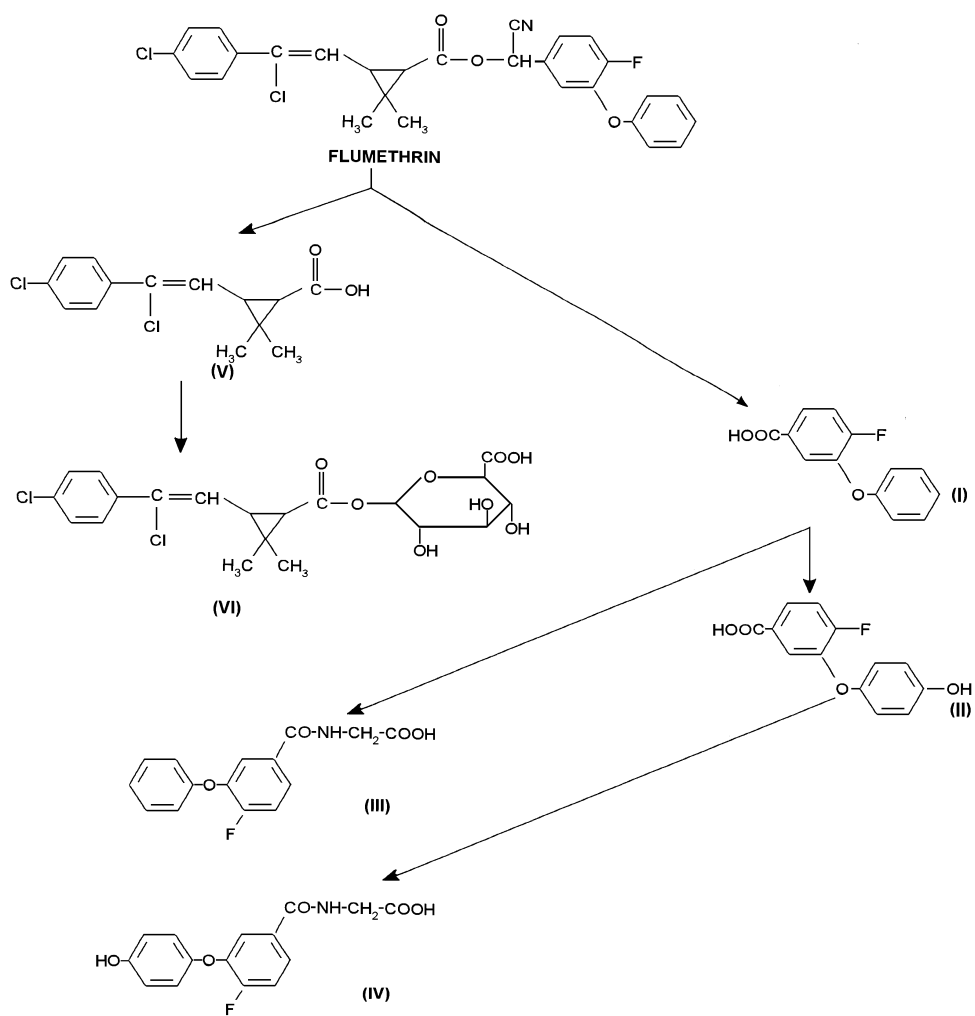 O CN
Cl C=CH C-O-CH F
Cl
H3C CH3 O
FLUMETHRIN
O
Cl C=CH C-OH
Cl
H3C CH3
(V)
HOOC F
O (I)
O COOH
Cl C=CH C-O O
Cl HO OH
OH
H3C CH3
(VI)
HOOC F
O OH
(II)
CO-NH-CH2-COOH
O
(III)
F
CO-NH-CH2-COOH
HO O
(IV)
F